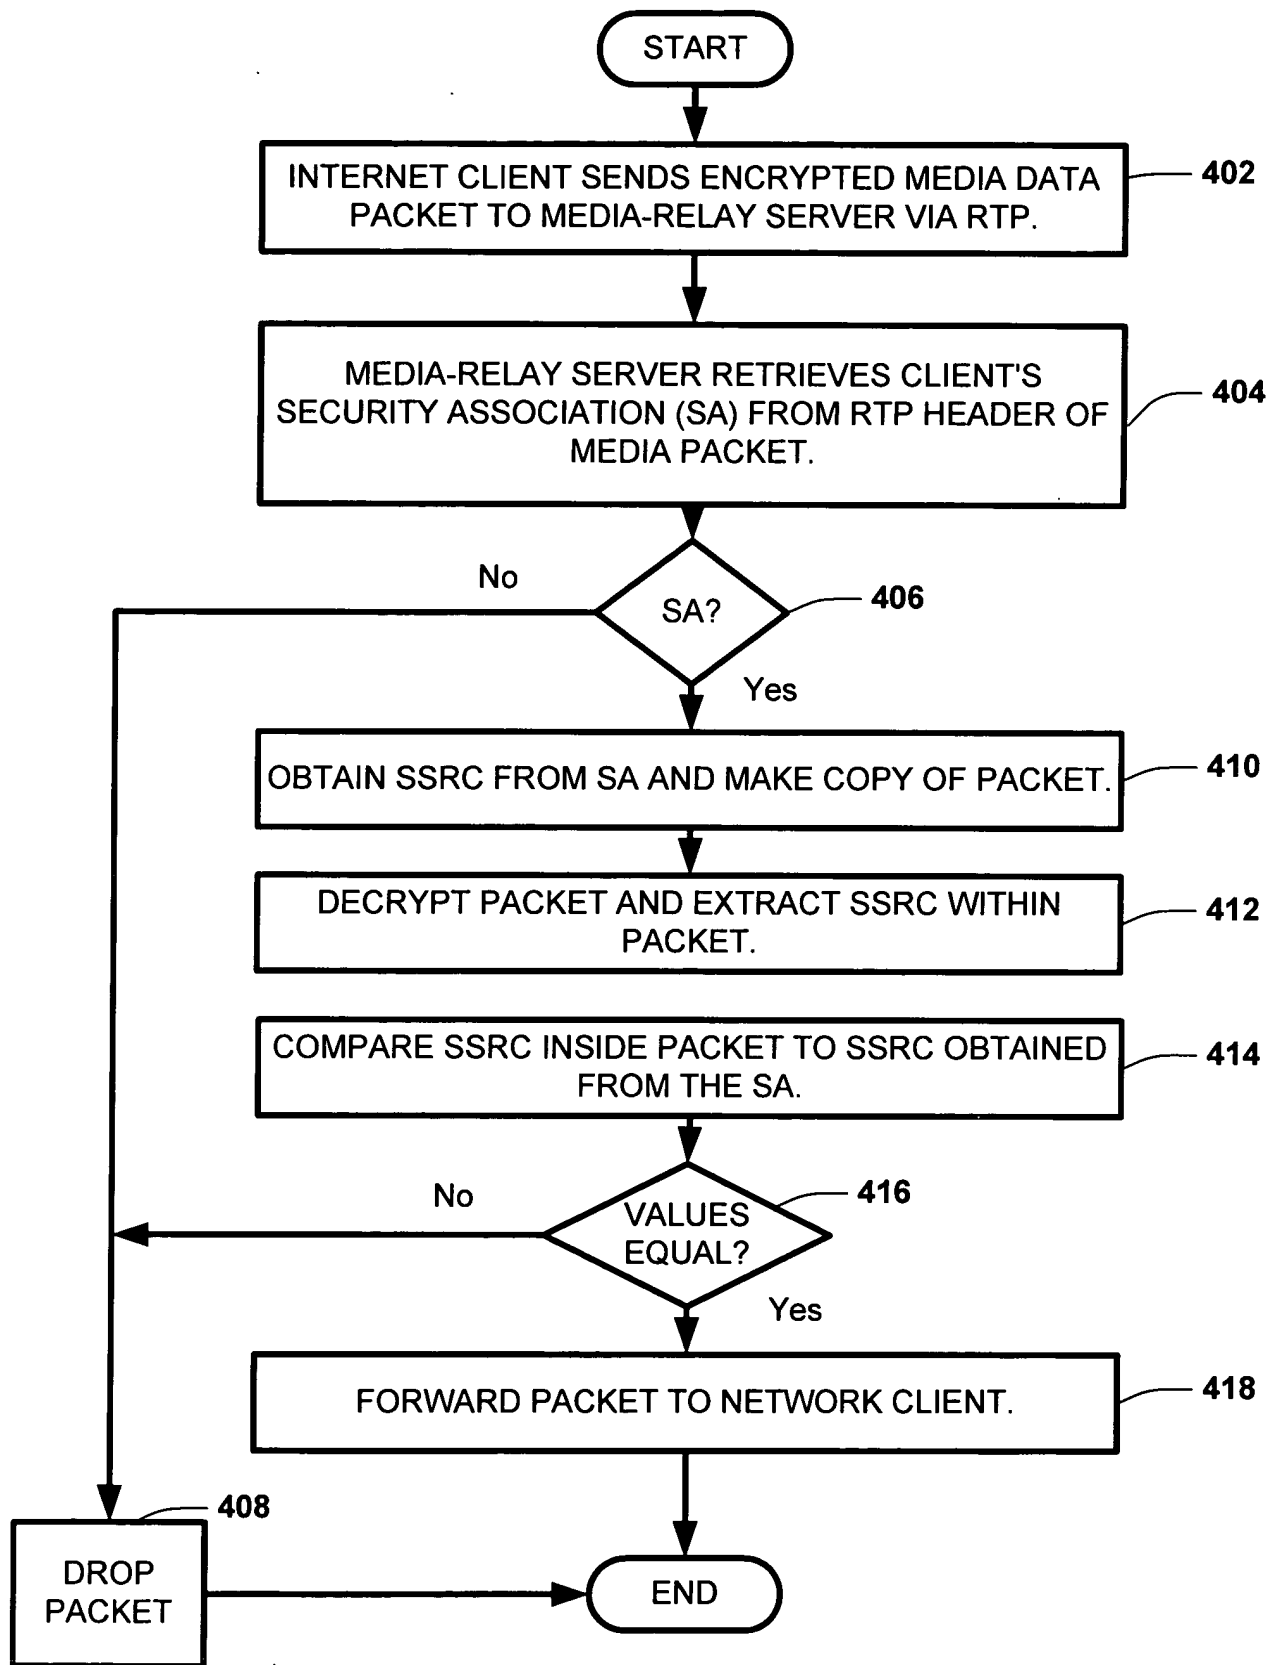 START
INTERNET CLIENT SENDS ENCRYPTED MEDIA DATA
PACKET TO MEDIA-RELAY SERVER VIA RTP.
402
MEDIA-RELAY SERVER RETRIEVES CLIENT'S
SECURITY ASSOCIATION (SA) FROM RTP HEADER OF
MEDIA PACKET.
404
No
SA?
406
Yes
OBTAIN SSRC FROM SA AND MAKE COPY OF PACKET.
410
DECRYPT PACKET AND EXTRACT SSRC WITHIN
PACKET.
412
COMPARE SSRC INSIDE PACKET TO SSRC OBTAINED
FROM THE SA.
414
No
VALUES
EQUAL?
416
Yes
FORWARD PACKET TO NETWORK CLIENT.
418
408
DROP
PACKET
END